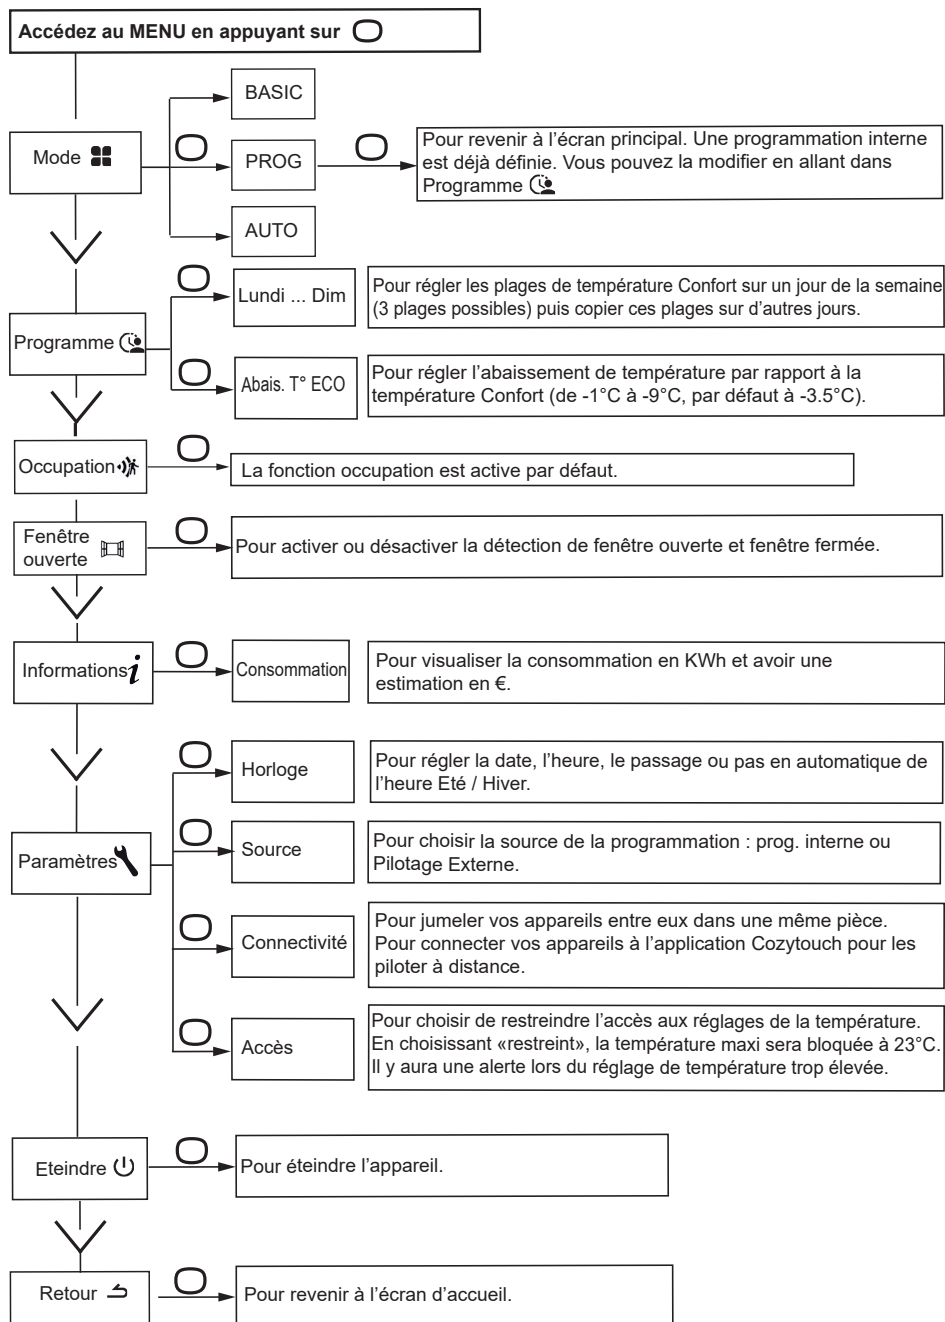 Accédez au MENU en appuyant sur
BASIC
Mode
PROG
Pour revenir à l'écran principal. Une programmation interne
est déjà définie. Vous pouvez la modifier en allant dans
Programme
AUTO
Programme
Lundi ... Dim
Pour régler les plages de température Confort sur un jour de la semaine
(3 plages possibles) puis copier ces plages sur d'autres jours.
Abais. T° ECO
Pour régler l'abaissement de température par rapport à la
température Confort (de -1°C à -9°C, par défaut à -3.5°C).
Occupation
La fonction occupation est active par défaut.
Fenêtre
ouverte
Pour activer ou désactiver la détection de fenêtre ouverte et fenêtre fermée.
Informations
Consommation
Pour visualiser la consommation en KWh et avoir une
estimation en €.
Paramètres
Horloge
Pour régler la date, l'heure, le passage ou pas en automatique de
l'heure Eté / Hiver.
Source
Pour choisir la source de la programmation : prog. interne ou
Pilotage Externe.
Connectivité
Pour jumeler vos appareils entre eux dans une même pièce.
Pour connecter vos appareils à l'application Cozytouch pour les
piloter à distance.
Accès
Pour choisir de restreindre l'accès aux réglages de la température.
En choisissant «restreint», la température maxi sera bloquée à 23°C.
Il y aura une alerte lors du réglage de température trop élevée.
Eteindre
Pour éteindre l'appareil.
Retour
Pour revenir à l'écran d'accueil.